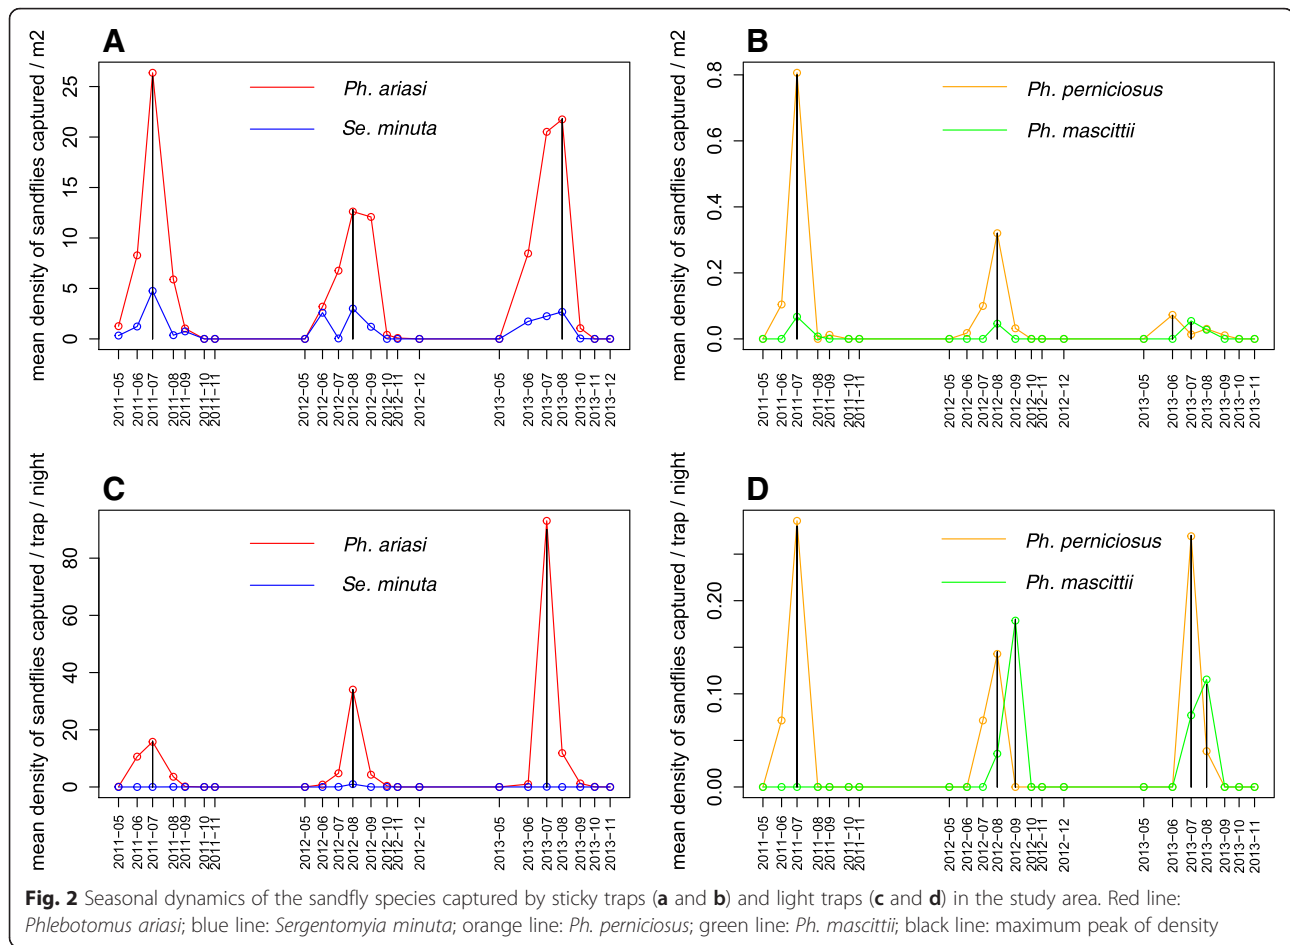 A
mean density of sandflies captured / m2
0 5 10 15 20 25
Ph. ariasi
Se. minuta
2011−05 2011−06 2011−07 2011−08 2011−09 2011−10 2011−11 2012−05 2012−06 2012−07 2012−08 2012−09 2012−10 2012−11 2012−12 2013−05 2013−06 2013−07 2013−08 2013−09 2013−10 2013−11 2013−12
B
mean density of sandflies captured / m2
0.0 0.2 0.4 0.6 0.8
Ph. perniciosus
Ph. mascittii
2011−05 2011−06 2011−07 2011−08 2011−09 2011−10 2011−11 2012−05 2012−06 2012−07 2012−08 2012−09 2012−10 2012−11 2012−12 2013−05 2013−06 2013−07 2013−08 2013−09 2013−10 2013−11
C
mean density of sandflies captured / trap / night
0 20 40 60 80
Ph. ariasi
Se. minuta
2011−05 2011−06 2011−07 2011−08 2011−09 2011−10 2011−11 2012−05 2012−06 2012−07 2012−08 2012−09 2012−10 2012−11 2012−12 2013−05 2013−06 2013−07 2013−08 2013−09 2013−10 2013−11
D
mean density of sandflies captured / trap / night
0.00 0.10 0.20
Ph. perniciosus
Ph. mascittii
2011−05 2011−06 2011−07 2011−08 2011−09 2011−10 2011−11 2012−05 2012−06 2012−07 2012−08 2012−09 2012−10 2012−11 2012−12 2013−05 2013−06 2013−07 2013−08 2013−09 2013−10 2013−11
Fig. 2 Seasonal dynamics of the sandfly species captured by sticky traps (a and b) and light traps (c and d) in the study area. Red line:
Phlebotomus ariasi; blue line: Sergentomyia minuta; orange line: Ph. perniciosus; green line: Ph. mascittii; black line: maximum peak of density